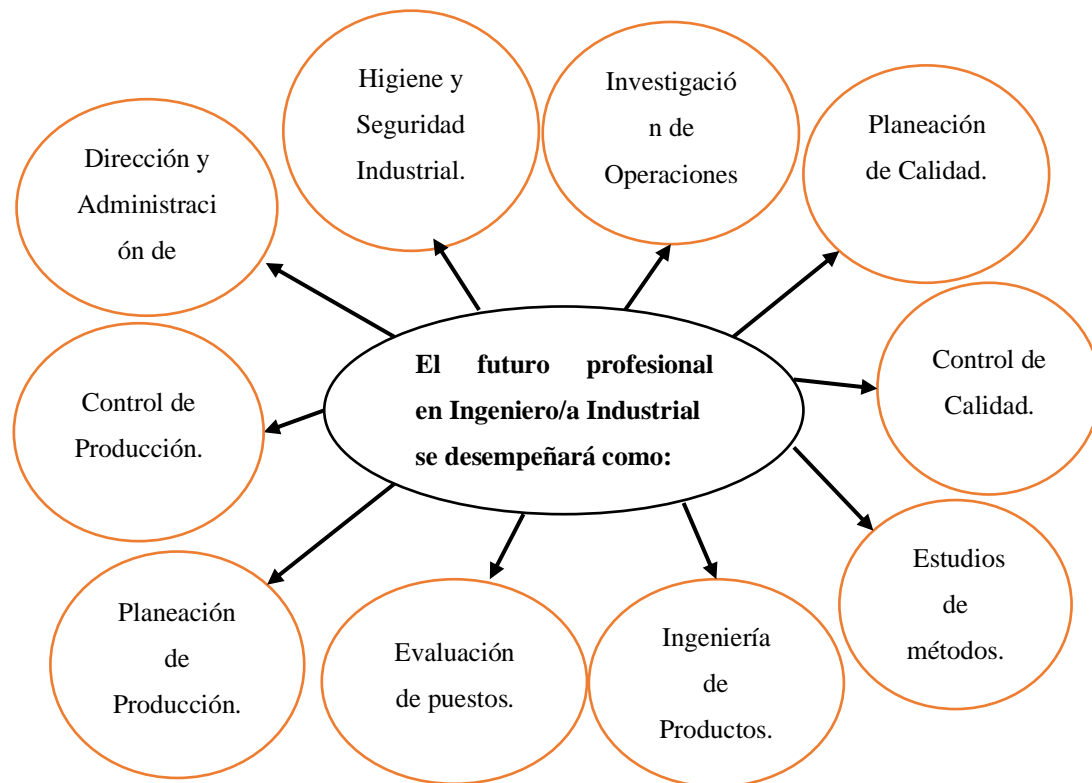 Higiene y
Seguridad
Industrial.
Investigació
n de
Operaciones
Planeación
de Calidad.
Dirección y
Administraci
ón de
Control de
Calidad.
El futuro profesional
en Ingeniero/a Industrial
se desempeñará como:
Control de
Producción.
Estudios
de
métodos.
Planeación
de
Producción.
Evaluación
de puestos.
Ingeniería
de
Productos.